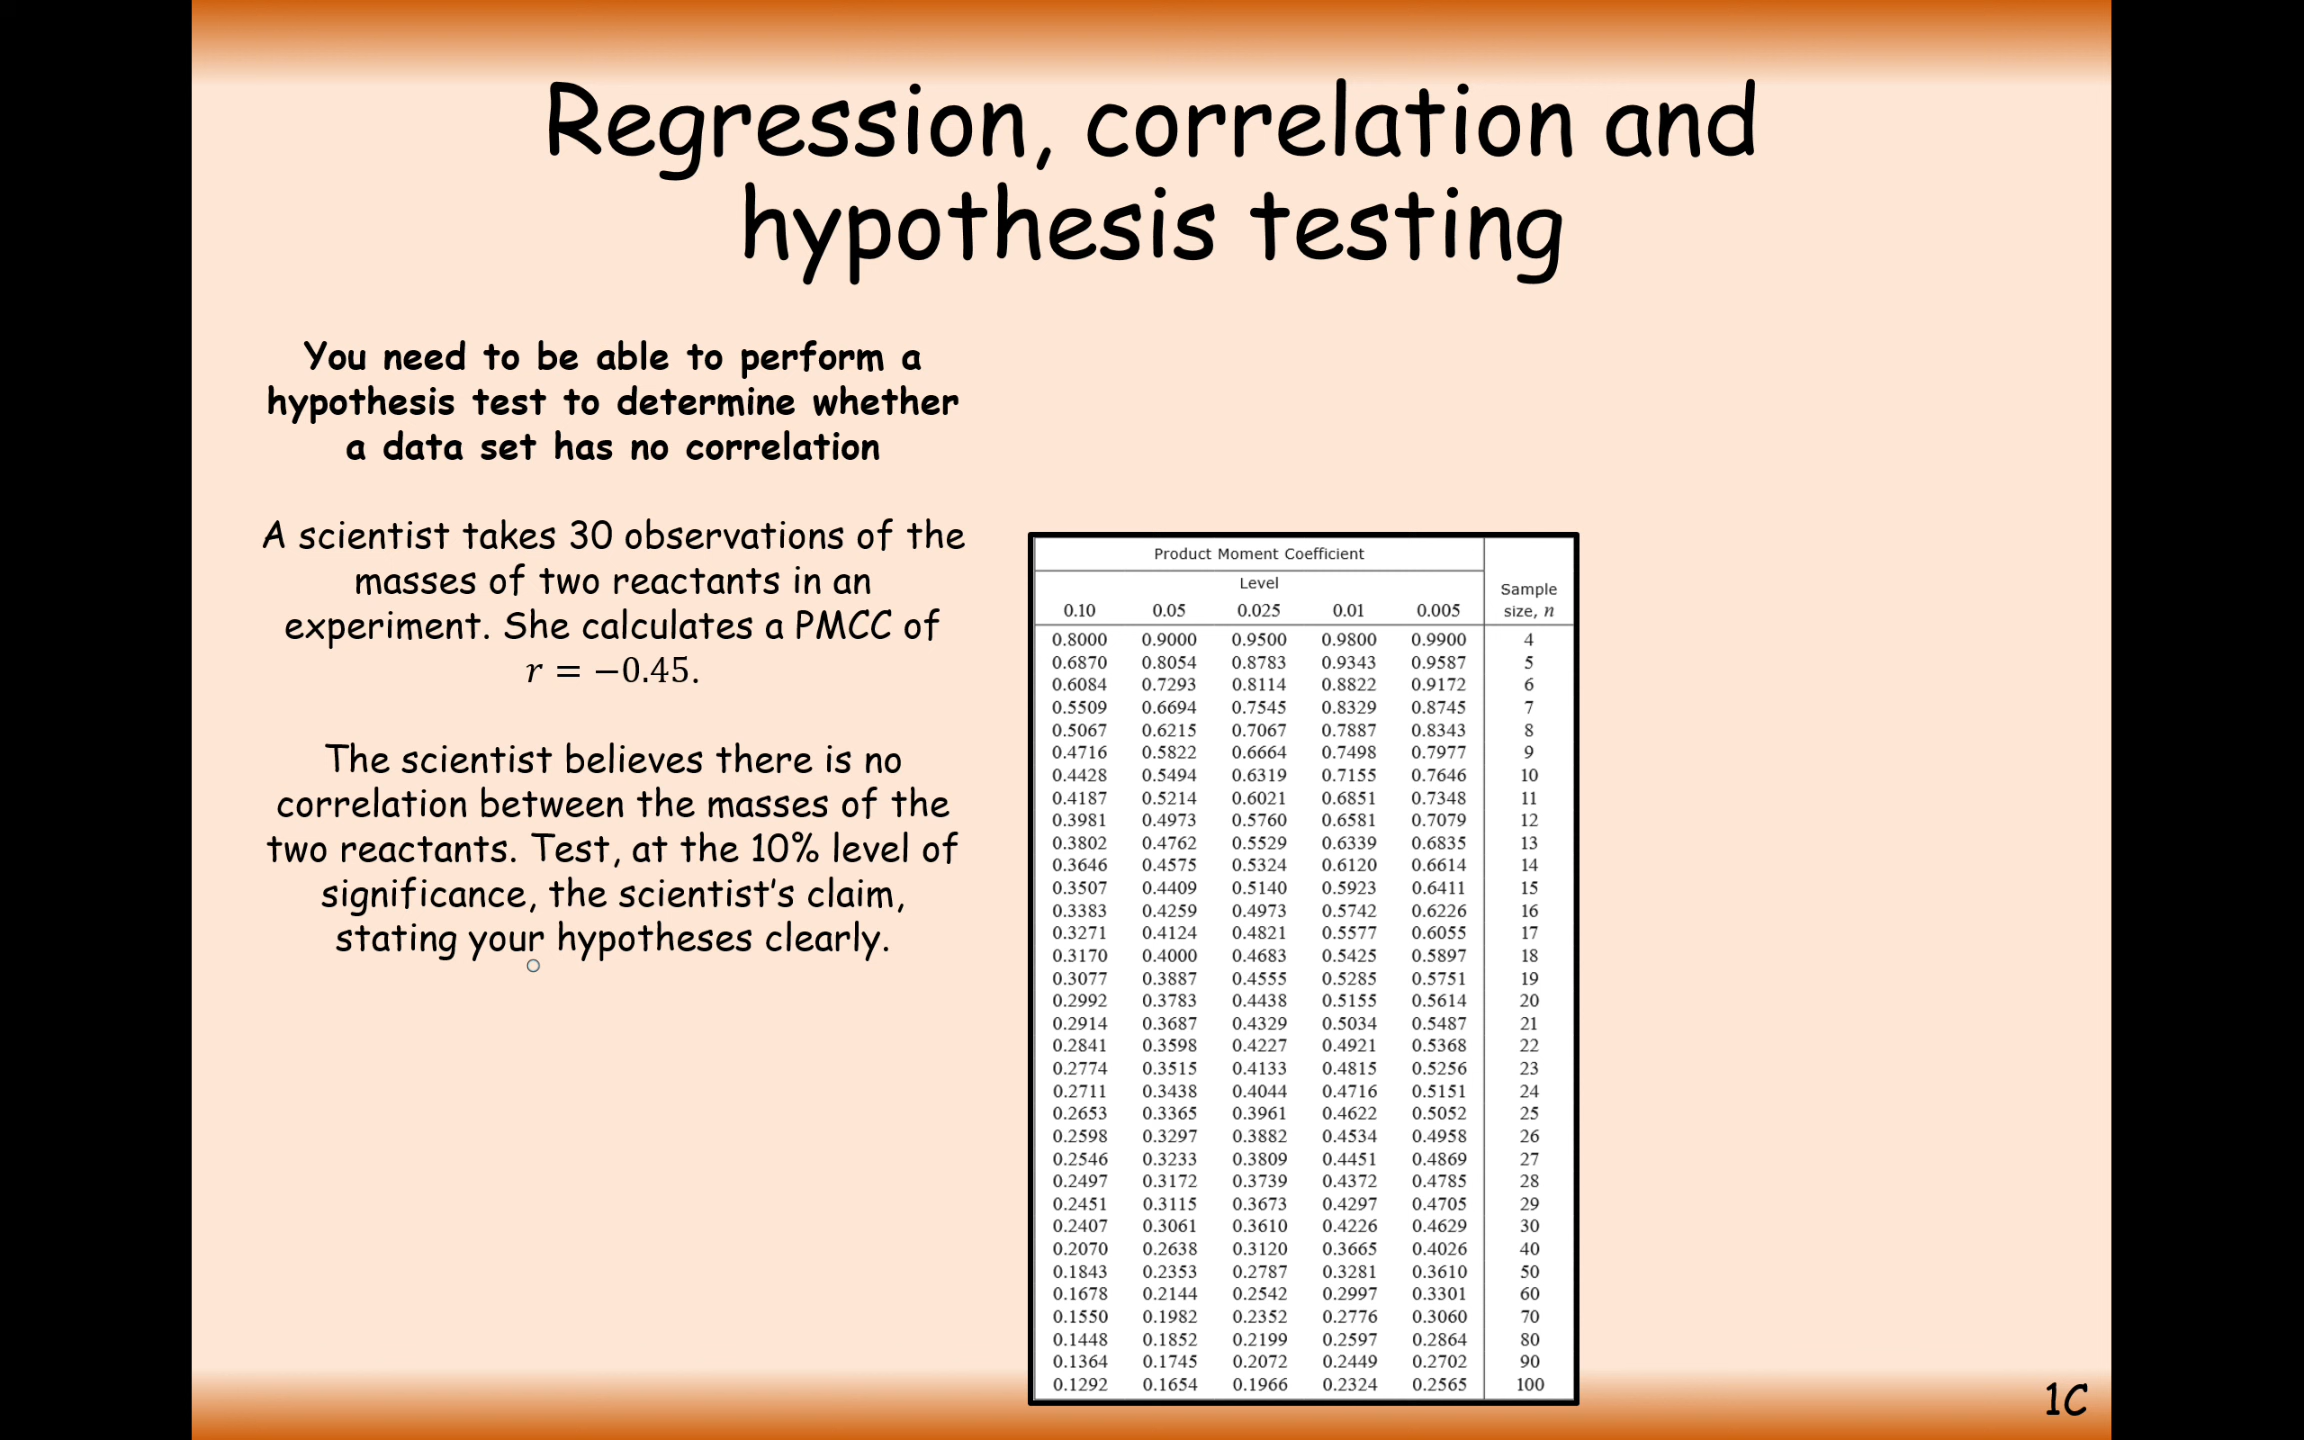 Regression, correlation and
hypothesis testing
You need to be able to perform a
hypothesis test to determine whether
a data set has no correlation
A scientist takes 30 observations of the
masses of two reactants in an
experiment. She calculates a PMCC of
r = −0.45.
The scientist believes there is no
correlation between the masses of the
two reactants. Test, at the 10% level of
significance, the scientist's claim,
stating your hypotheses clearly.
Product Moment Coefficient
Level
Sample
size, n
0.10 0.05 0.025 0.01 0.005
0.8000 0.9000 0.9500 0.9800 0.9900 4
0.6870 0.8054 0.8783 0.9343 0.9587 5
0.6084 0.7293 0.8114 0.8822 0.9172 6
0.5509 0.6694 0.7545 0.8329 0.8745 7
0.5067 0.6215 0.7067 0.7887 0.8343 8
0.4716 0.5822 0.6664 0.7498 0.7977 9
0.4428 0.5494 0.6319 0.7155 0.7646 10
0.4187 0.5214 0.6021 0.6851 0.7348 11
0.3981 0.4973 0.5760 0.6581 0.7079 12
0.3802 0.4762 0.5529 0.6339 0.6835 13
0.3646 0.4575 0.5324 0.6120 0.6614 14
0.3507 0.4409 0.5140 0.5923 0.6411 15
0.3383 0.4259 0.4973 0.5742 0.6226 16
0.3271 0.4124 0.4821 0.5577 0.6055 17
0.3170 0.4000 0.4683 0.5425 0.5897 18
0.3077 0.3887 0.4555 0.5285 0.5751 19
0.2992 0.3783 0.4438 0.5155 0.5614 20
0.2914 0.3687 0.4329 0.5034 0.5487 21
0.2841 0.3598 0.4227 0.4921 0.5368 22
0.2774 0.3515 0.4133 0.4815 0.5256 23
0.2711 0.3438 0.4044 0.4716 0.5151 24
0.2653 0.3365 0.3961 0.4622 0.5052 25
0.2598 0.3297 0.3882 0.4534 0.4958 26
0.2546 0.3233 0.3809 0.4451 0.4869 27
0.2497 0.3172 0.3739 0.4372 0.4785 28
0.2451 0.3115 0.3673 0.4297 0.4705 29
0.2407 0.3061 0.3610 0.4226 0.4629 30
0.2070 0.2638 0.3120 0.3665 0.4026 40
0.1843 0.2353 0.2787 0.3281 0.3610 50
0.1678 0.2144 0.2542 0.2997 0.3301 60
0.1550 0.1982 0.2352 0.2776 0.3060 70
0.1448 0.1852 0.2199 0.2597 0.2864 80
0.1364 0.1745 0.2072 0.2449 0.2702 90
0.1292 0.1654 0.1966 0.2324 0.2565 100
1C